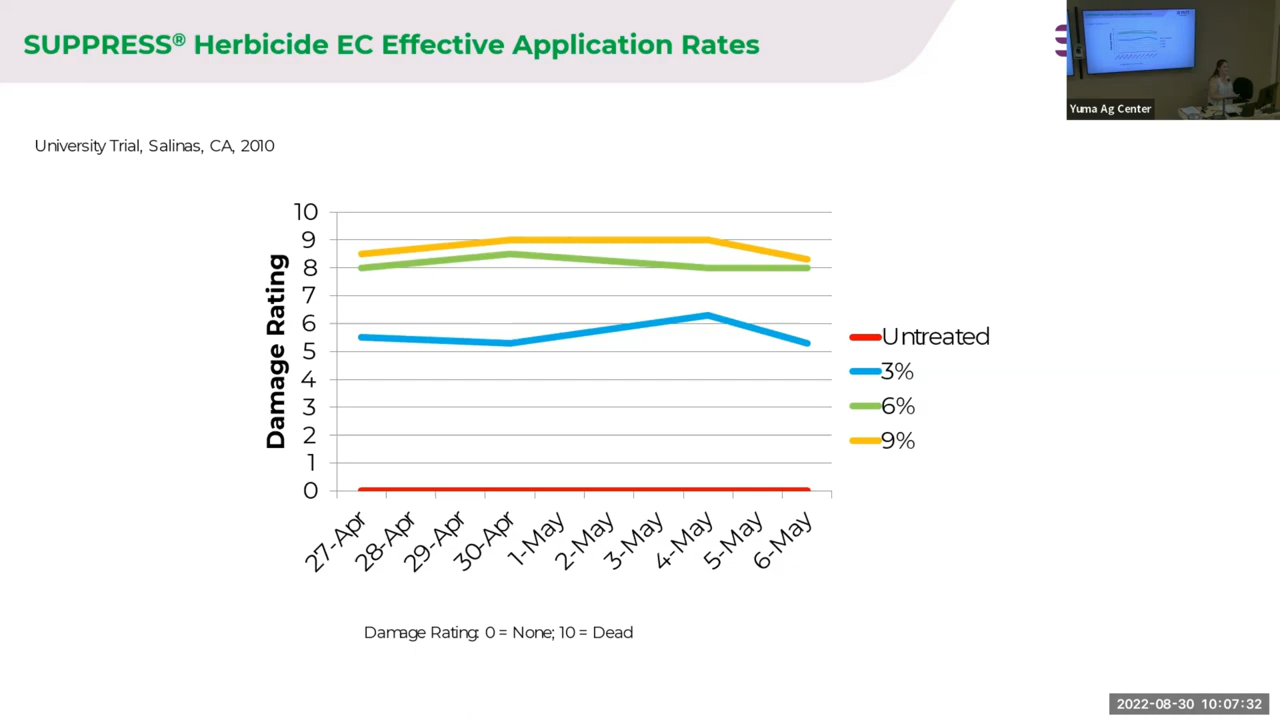 SUPPRESS® Herbicide EC Effective Application Rates
Yuma Ag Center
University Trial, Salinas, CA, 2010
Damage Rating
10
9
8
7
6
5
4
3
2
1
0
27-Apr
28-Apr
29-Apr
30-Apr
1-May
2-May
3-May
4-May
5-May
6-May
Untreated
3%
6%
9%
Damage Rating: 0 = None; 10 = Dead
2022-08-30 10:07:32